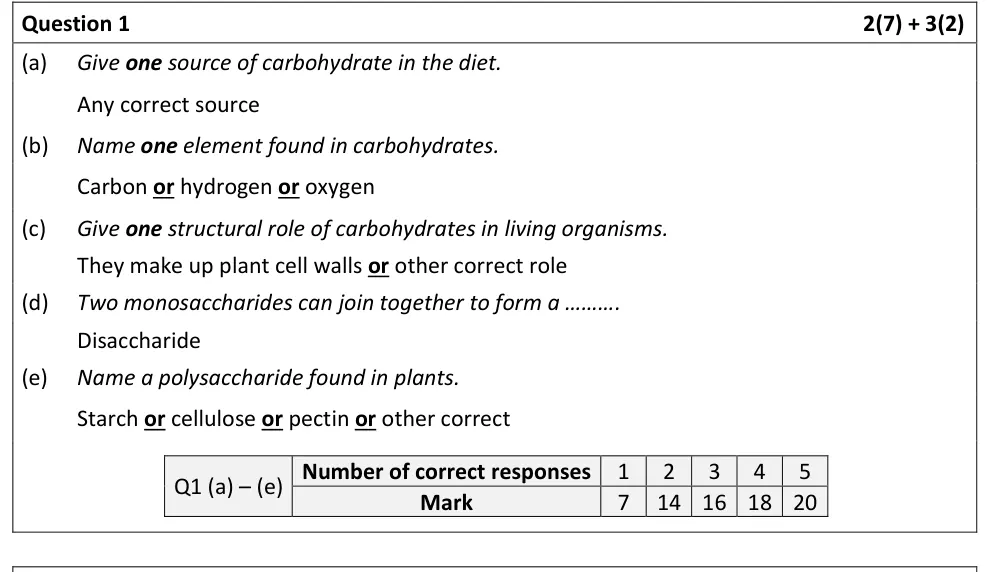 Question 1 2(7) + 3(2)
(a) Give one source of carbohydrate in the diet.
Any correct source
(b) Name one element found in carbohydrates.
Carbon or hydrogen or oxygen
(c) Give one structural role of carbohydrates in living organisms.
They make up plant cell walls or other correct role
(d) Two monosaccharides can join together to form a ……….
Disaccharide
(e) Name a polysaccharide found in plants.
Starch or cellulose or pectin or other correct
Q1 (a) – (e) Number of correct responses 1 2 3 4 5
Mark 7 14 16 18 20